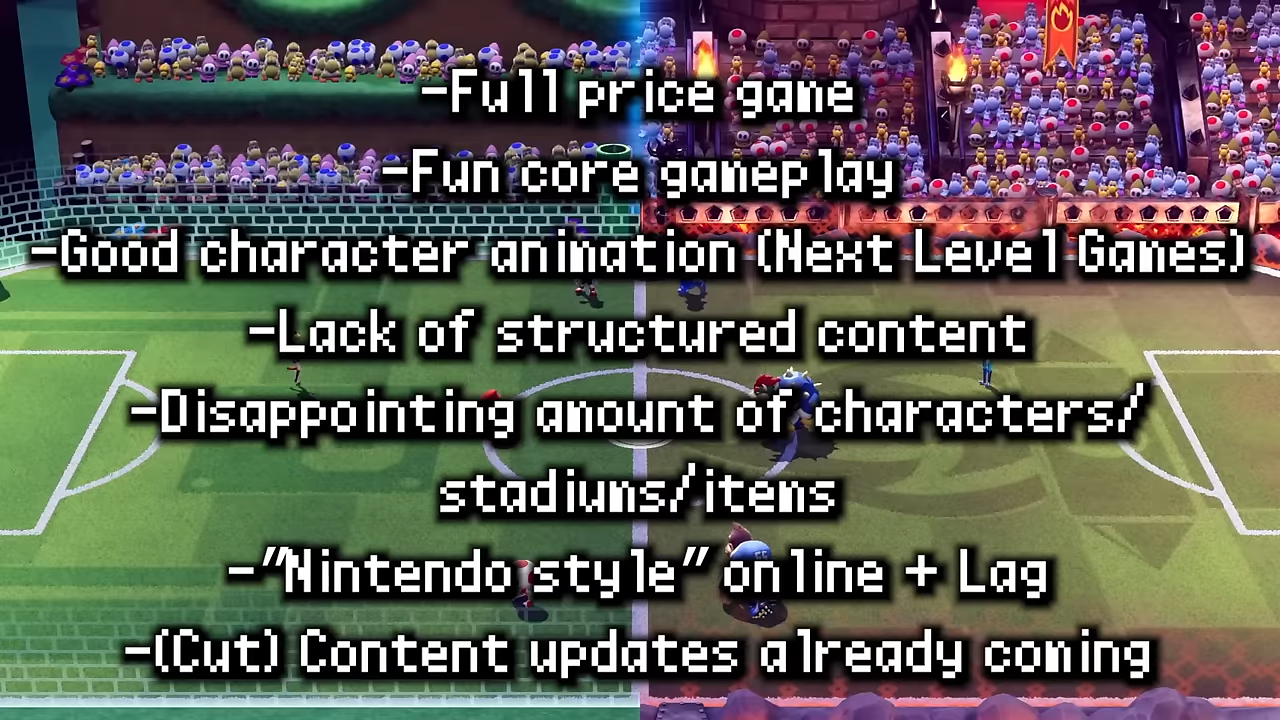 -Full price game
-Fun core gameplay
-Good character animation (Next Level Games)
-Lack of structured content
-Disappointing amount of characters/
stadiums/items
-"Nintendo style" online + Lag
-(Cut) Content updates already coming